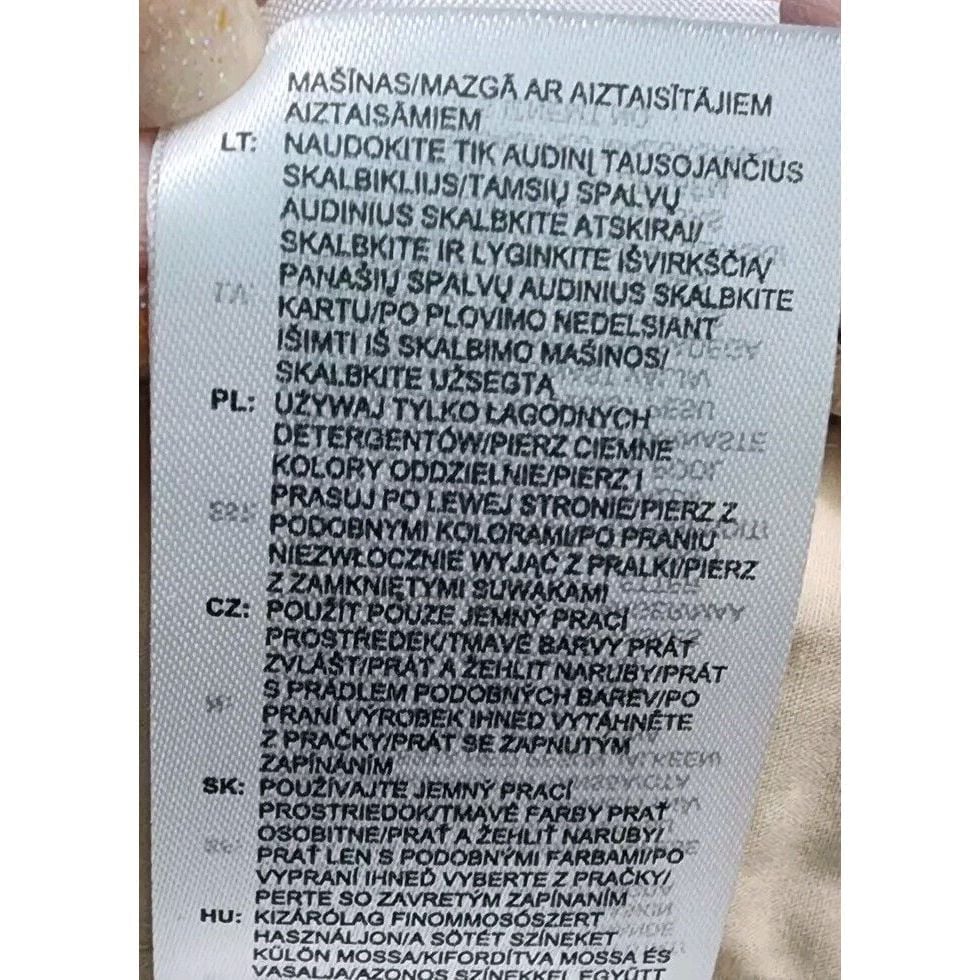 MAŠĪNAS/MAZGĀ AR AIZTAISĪTĀJIEM
AIZTAISĀMIEM
LT: NAUDOKITE TIK AUDINĮ TAUSOJANČIUS
SKALBIKLIUS/TAMSIŲ SPALVŲ
AUDINIUS SKALBKITE ATSKIRAI/
SKALBKITE IR LYGINKITE IŠVIRKŠČIĄ/
PANAŠIŲ SPALVŲ AUDINIUS SKALBKITE
KARTU/PO PLOVIMO NEDELSIANT
IŠIMTI IŠ SKALBIMO MAŠINOS/
SKALBKITE UŽSEGTĄ
PL: UŻYWAJ TYLKO ŁAGODNYCH
DETERGENTÓW/PIERZ CIEMNE
KOLORY ODDZIELNIE/PIERZ I
PRASUJ PO LEWEJ STRONIE/PIERZ Z
PODOBNYMI KOLORAMI/PO PRANIU
NIEZWŁOCZNIE WYJĄĆ Z PRALKI/PIERZ
Z ZAMKNIĘTYMI SUWAKAMI
CZ: POUŽÍT POUZE JEMNÝ PRACÍ
PROSTŘEDEK/TMAVÉ BARVY PRÁT
ZVLÁŠŤ/PRÁT A ŽEHLIT NARUBY/PRÁT
S PRÁDLEM PODOBNÝCH BAREV/PO
PRANÍ VÝROBEK IHNED VYTÁHNĚTE
Z PRAČKY/PRÁT SE ZAPNUTÝM
ZAPÍNÁNÍM
SK: POUŽÍVAJTE JEMNÝ PRACÍ
PROSTRIEDOK/TMAVÉ FARBY PRAŤ
OSOBITNE/PRAŤ A ŽEHLIŤ NARUBY/
PRAŤ LEN S PODOBNÝMI FARBAMI/PO
VYPRANÍ IHNEĎ VYBERTE Z PRAČKY/
PERTE SO ZAVRETÝM ZAPÍNANÍM
HU: KIZÁRÓLAG FINOMMOSÓSZERT
HASZNÁLJON/A SÖTÉT SZÍNEKET
KÜLÖN MOSSA/KIFORDÍTVA MOSSA ÉS
VASALJA/AZONOS SZÍNEKKEL EGYÜTT